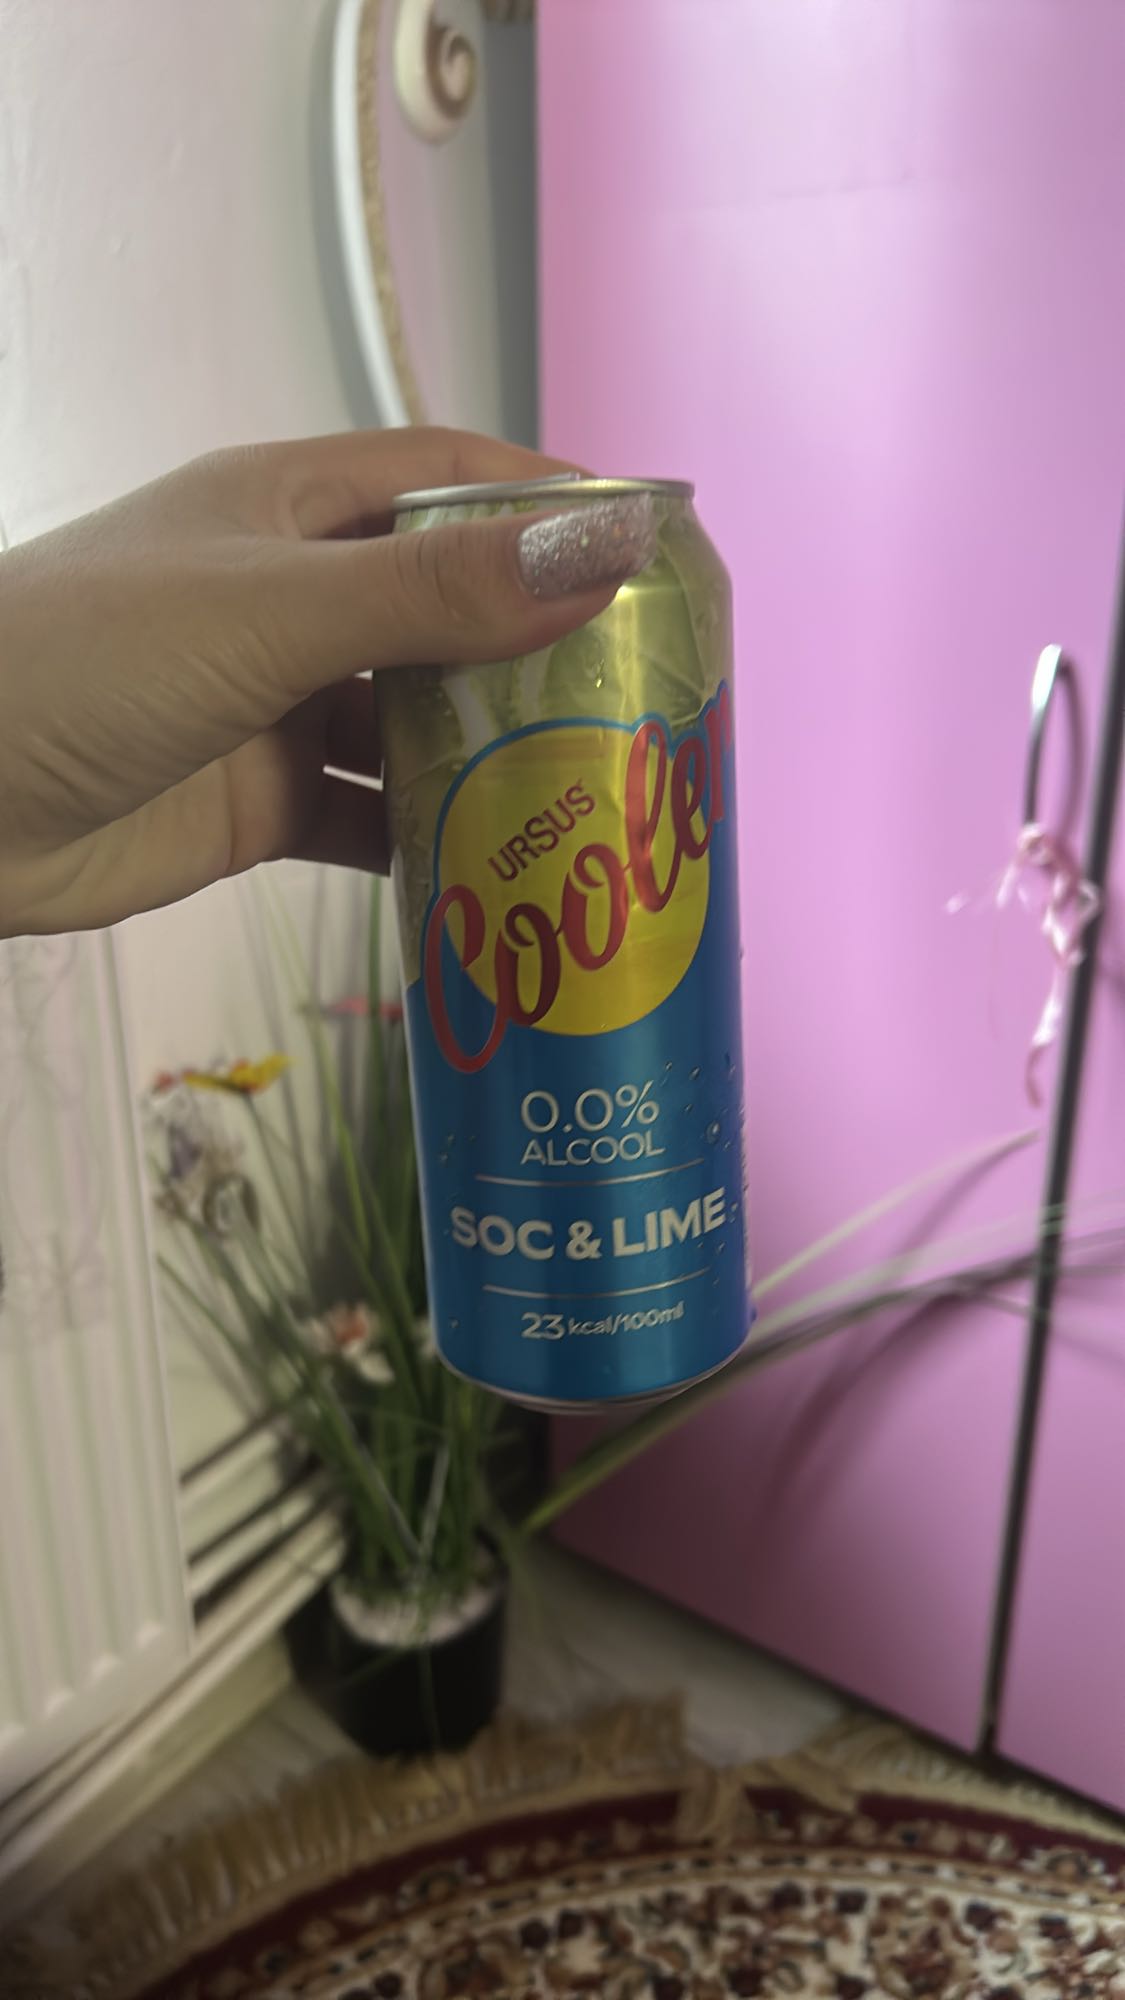 URSUS
Cooler
0.0%
ALCOOL
SOC & LIME
23 kcal/100ml